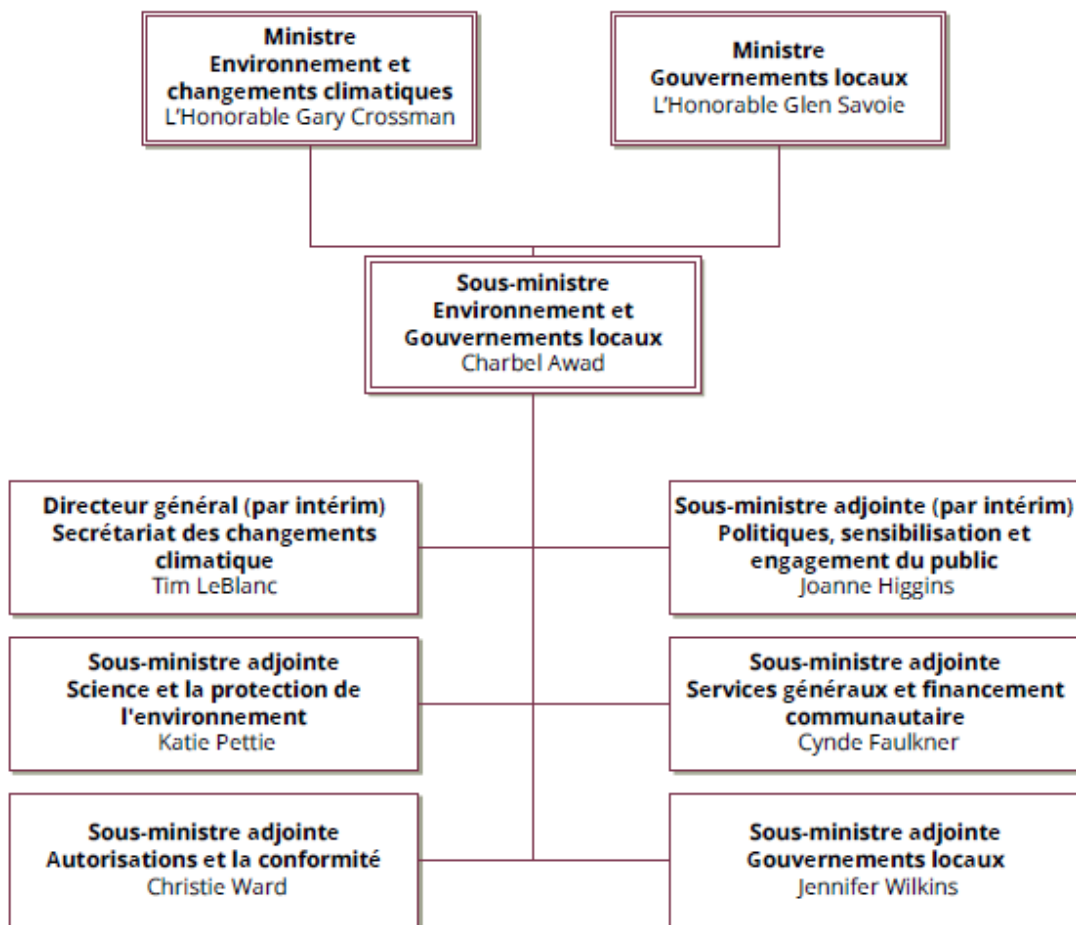 Ministre
Environnement et
changements climatiques
L'Honorable Gary Crossman
Ministre
Gouvernements locaux
L'Honorable Glen Savoie
Sous-ministre
Environnement et
Gouvernements locaux
Charbel Awad
Directeur général (par intérim)
Secrétariat des changements
climatique
Tim LeBlanc
Sous-ministre adjointe (par intérim)
Politiques, sensibilisation et
engagement du public
Joanne Higgins
Sous-ministre adjointe
Science et la protection de
l'environnement
Katie Pettie
Sous-ministre adjointe
Services généraux et financement
communautaire
Cynde Faulkner
Sous-ministre adjointe
Autorisations et la conformité
Christie Ward
Sous-ministre adjointe
Gouvernements locaux
Jennifer Wilkins